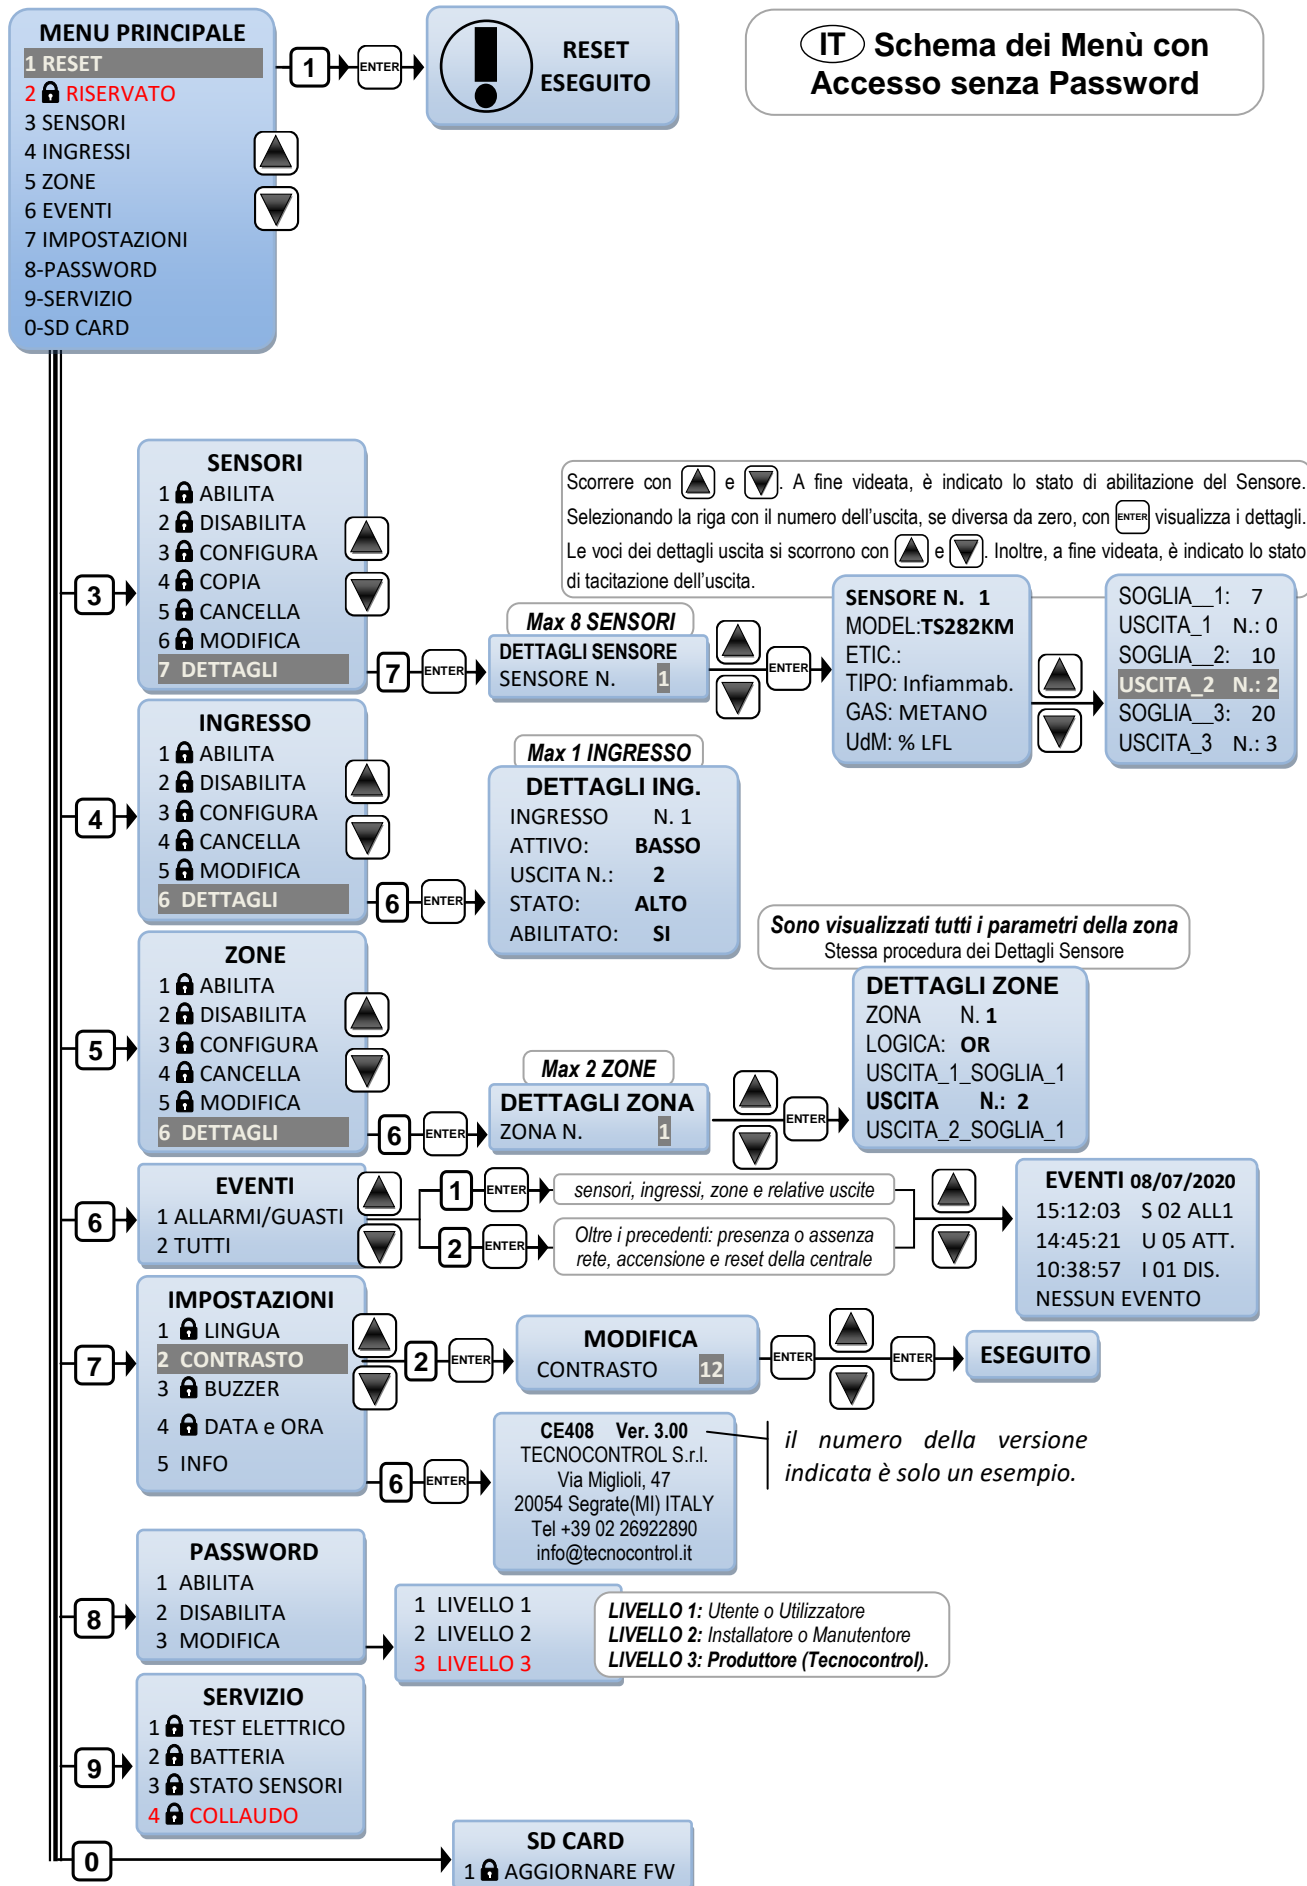 MENU PRINCIPALE
1 RESET
2 RISERVATO
3 SENSORI
4 INGRESSI
5 ZONE
6 EVENTI
7 IMPOSTAZIONI
8-PASSWORD
9-SERVIZIO
0-SD CARD
1
ENTER
RESET
ESEGUITO
IT Schema dei Menù con
Accesso senza Password
3
SENSORI
1 ABILITA
2 DISABILITA
3 CONFIGURA
4 COPIA
5 CANCELLA
6 MODIFICA
7 DETTAGLI
7
ENTER
Max 8 SENSORI
DETTAGLI SENSORE
SENSORE N. 1
ENTER
Scorrere con e . A fine videata, è indicato lo stato di abilitazione del Sensore.
Selezionando la riga con il numero dell'uscita, se diversa da zero, con ENTER visualizza i dettagli.
Le voci dei dettagli uscita si scorrono con e . Inoltre, a fine videata, è indicato lo stato
di tacitazione dell'uscita.
SENSORE N. 1
MODEL:TS282KM
ETIC.:
TIPO: Infiammab.
GAS: METANO
UdM: % LFL
SOGLIA__1: 7
USCITA_1 N.: 0
SOGLIA__2: 10
USCITA_2 N.: 2
SOGLIA__3: 20
USCITA_3 N.: 3
4
INGRESSO
1 ABILITA
2 DISABILITA
3 CONFIGURA
4 CANCELLA
5 MODIFICA
6 DETTAGLI
6
ENTER
Max 1 INGRESSO
DETTAGLI ING.
INGRESSO N. 1
ATTIVO: BASSO
USCITA N.: 2
STATO: ALTO
ABILITATO: SI
5
ZONE
1 ABILITA
2 DISABILITA
3 CONFIGURA
4 CANCELLA
5 MODIFICA
6 DETTAGLI
6
ENTER
Max 2 ZONE
DETTAGLI ZONA
ZONA N. 1
ENTER
Sono visualizzati tutti i parametri della zona
Stessa procedura dei Dettagli Sensore
DETTAGLI ZONE
ZONA N. 1
LOGICA: OR
USCITA_1_SOGLIA_1
USCITA N.: 2
USCITA_2_SOGLIA_1
6
EVENTI
1 ALLARMI/GUASTI
2 TUTTI
1
ENTER
sensori, ingressi, zone e relative uscite
2
ENTER
Oltre i precedenti: presenza o assenza
rete, accensione e reset della centrale
EVENTI 08/07/2020
15:12:03 S 02 ALL1
14:45:21 U 05 ATT.
10:38:57 I 01 DIS.
NESSUN EVENTO
7
IMPOSTAZIONI
1 LINGUA
2 CONTRASTO
3 BUZZER
4 DATA e ORA
5 INFO
2
ENTER
MODIFICA
CONTRASTO 12
ENTER
ENTER
ESEGUITO
6
ENTER
CE408 Ver. 3.00
TECNOCONTROL S.r.l.
Via Miglioli, 47
20054 Segrate(MI) ITALY
Tel +39 02 26922890
info@tecnocontrol.it
il numero della versione
indicata è solo un esempio.
8
PASSWORD
1 ABILITA
2 DISABILITA
3 MODIFICA
1 LIVELLO 1
2 LIVELLO 2
3 LIVELLO 3
LIVELLO 1: Utente o Utilizzatore
LIVELLO 2: Installatore o Manutentore
LIVELLO 3: Produttore (Tecnocontrol).
9
SERVIZIO
1 TEST ELETTRICO
2 BATTERIA
3 STATO SENSORI
4 COLLAUDO
0
SD CARD
1 AGGIORNARE FW